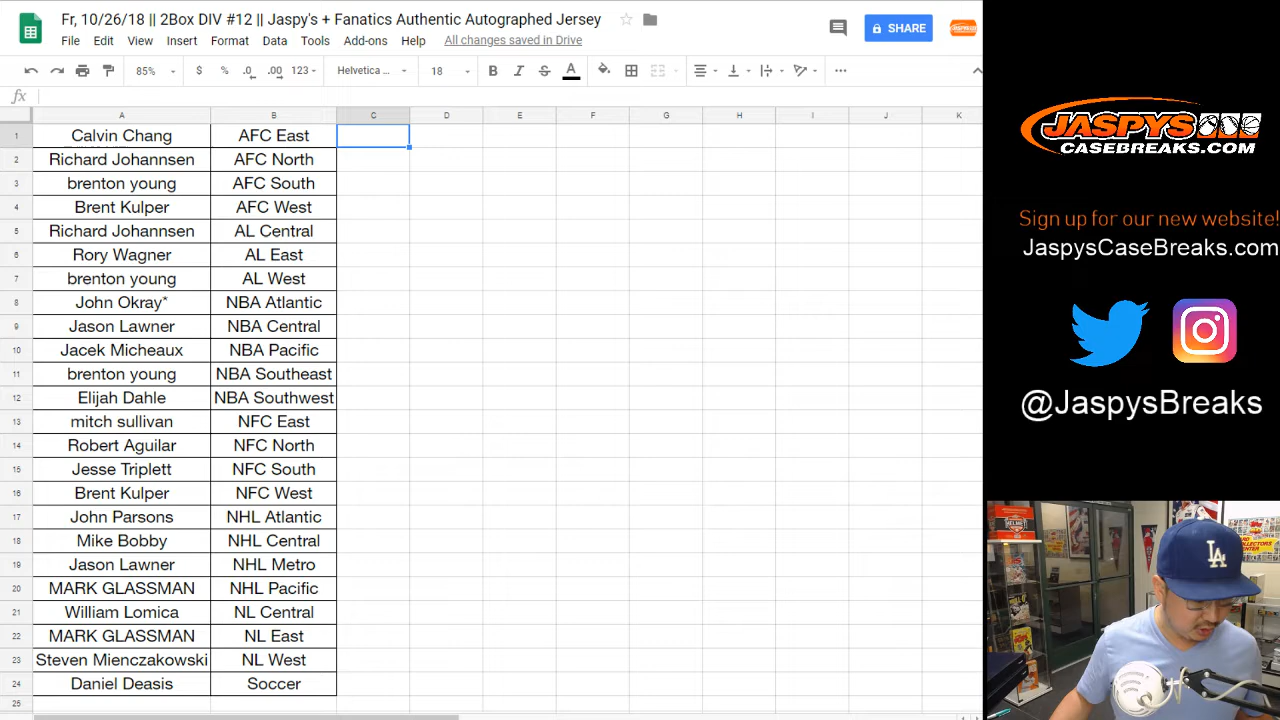 Fr, 10/26/18 || 2Box DIV #12 || Jaspy's + Fanatics Authentic Autographed Jersey
File Edit View Insert Format Data Tools Add-ons Help All changes saved in Drive
SHARE
85% $ % .0 .00 123 Helvetica ... 18 B I S A
fx
A B C D E F G H I J K
1 Calvin Chang AFC East
2 Richard Johannsen AFC North
3 brenton young AFC South
4 Brent Kulper AFC West
5 Richard Johannsen AL Central
6 Rory Wagner AL East
7 brenton young AL West
8 John Okray* NBA Atlantic
9 Jason Lawner NBA Central
10 Jacek Micheaux NBA Pacific
11 brenton young NBA Southeast
12 Elijah Dahle NBA Southwest
13 mitch sullivan NFC East
14 Robert Aguilar NFC North
15 Jesse Triplett NFC South
16 Brent Kulper NFC West
17 John Parsons NHL Atlantic
18 Mike Bobby NHL Central
19 Jason Lawner NHL Metro
20 MARK GLASSMAN NHL Pacific
21 William Lomica NL Central
22 MARK GLASSMAN NL East
23 Steven Mienczakowski NL West
24 Daniel Deasis Soccer
25
JASPYS
CASEBREAKS.COM
Sign up for our new website!
JaspysCaseBreaks.com
@JaspysBreaks
LA